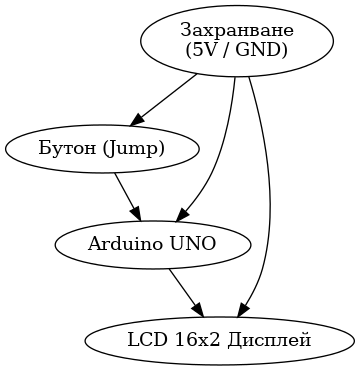 Захранване
(5V / GND)
Бутон (Jump)
Arduino UNO
LCD 16x2 Дисплей